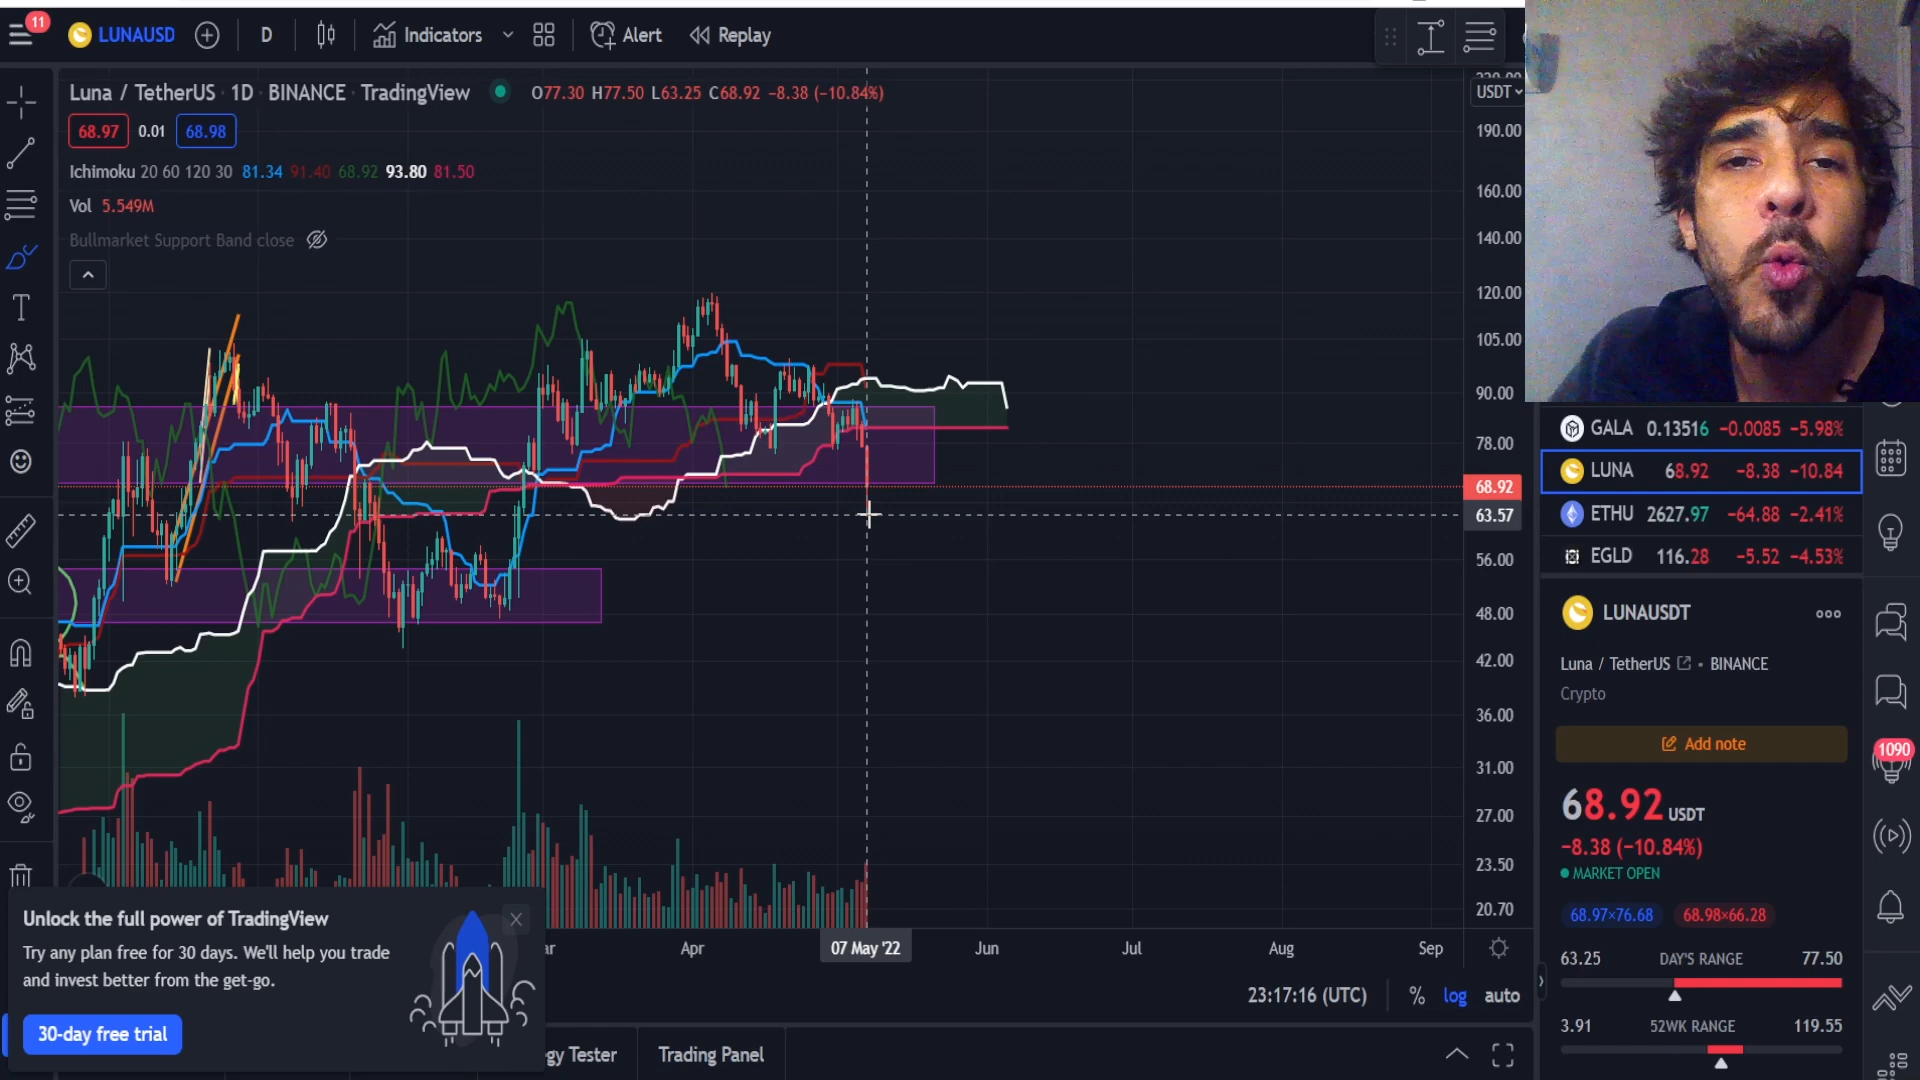 11
LUNAUSD
D
Indicators
Alert
Replay
Luna / TetherUS · 1D · BINANCE · TradingView
O77.30 H77.50 L63.25 C68.92 −8.38 (−10.84%)
USDT
68.97
0.01
68.98
Ichimoku 20 60 120 30 81.34 91.40 68.92 93.80 81.50
Vol 5.549M
Bullmarket Support Band close
190.00
160.00
140.00
120.00
105.00
90.00
78.00
68.92
63.57
56.00
48.00
42.00
36.00
31.00
27.00
23.50
20.70
Apr
07 May '22
Jun
Jul
Aug
Sep
23:17:16 (UTC)
%
log
auto
Unlock the full power of TradingView
Try any plan free for 30 days. We'll help you trade
and invest better from the get-go.
30-day free trial
gy Tester
Trading Panel
GALA 0.13516 −0.0085 −5.98%
LUNA 68.92 −8.38 −10.84
ETHU 2627.97 −64.88 −2.41%
EGLD 116.28 −5.52 −4.53%
LUNAUSDT
Luna / TetherUS • BINANCE
Crypto
Add note
68.92 USDT
−8.38 (−10.84%)
MARKET OPEN
68.97×76.68
68.98×66.28
63.25 DAY'S RANGE 77.50
3.91 52WK RANGE 119.55
1090